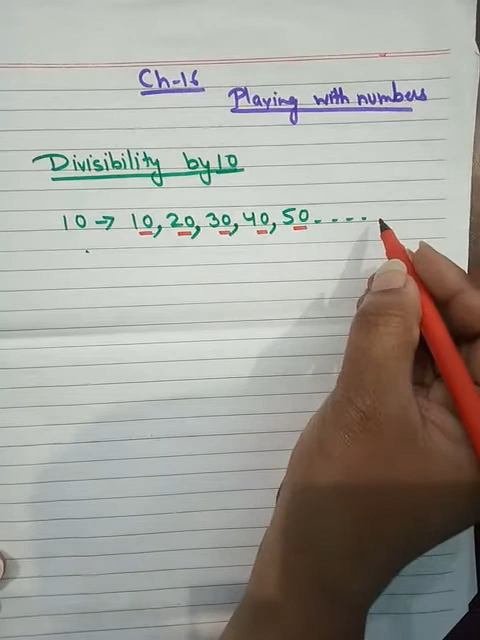 Ch-16
Playing with numbers
Divisibility by 10
10 → 10, 20, 30, 40, 50.....